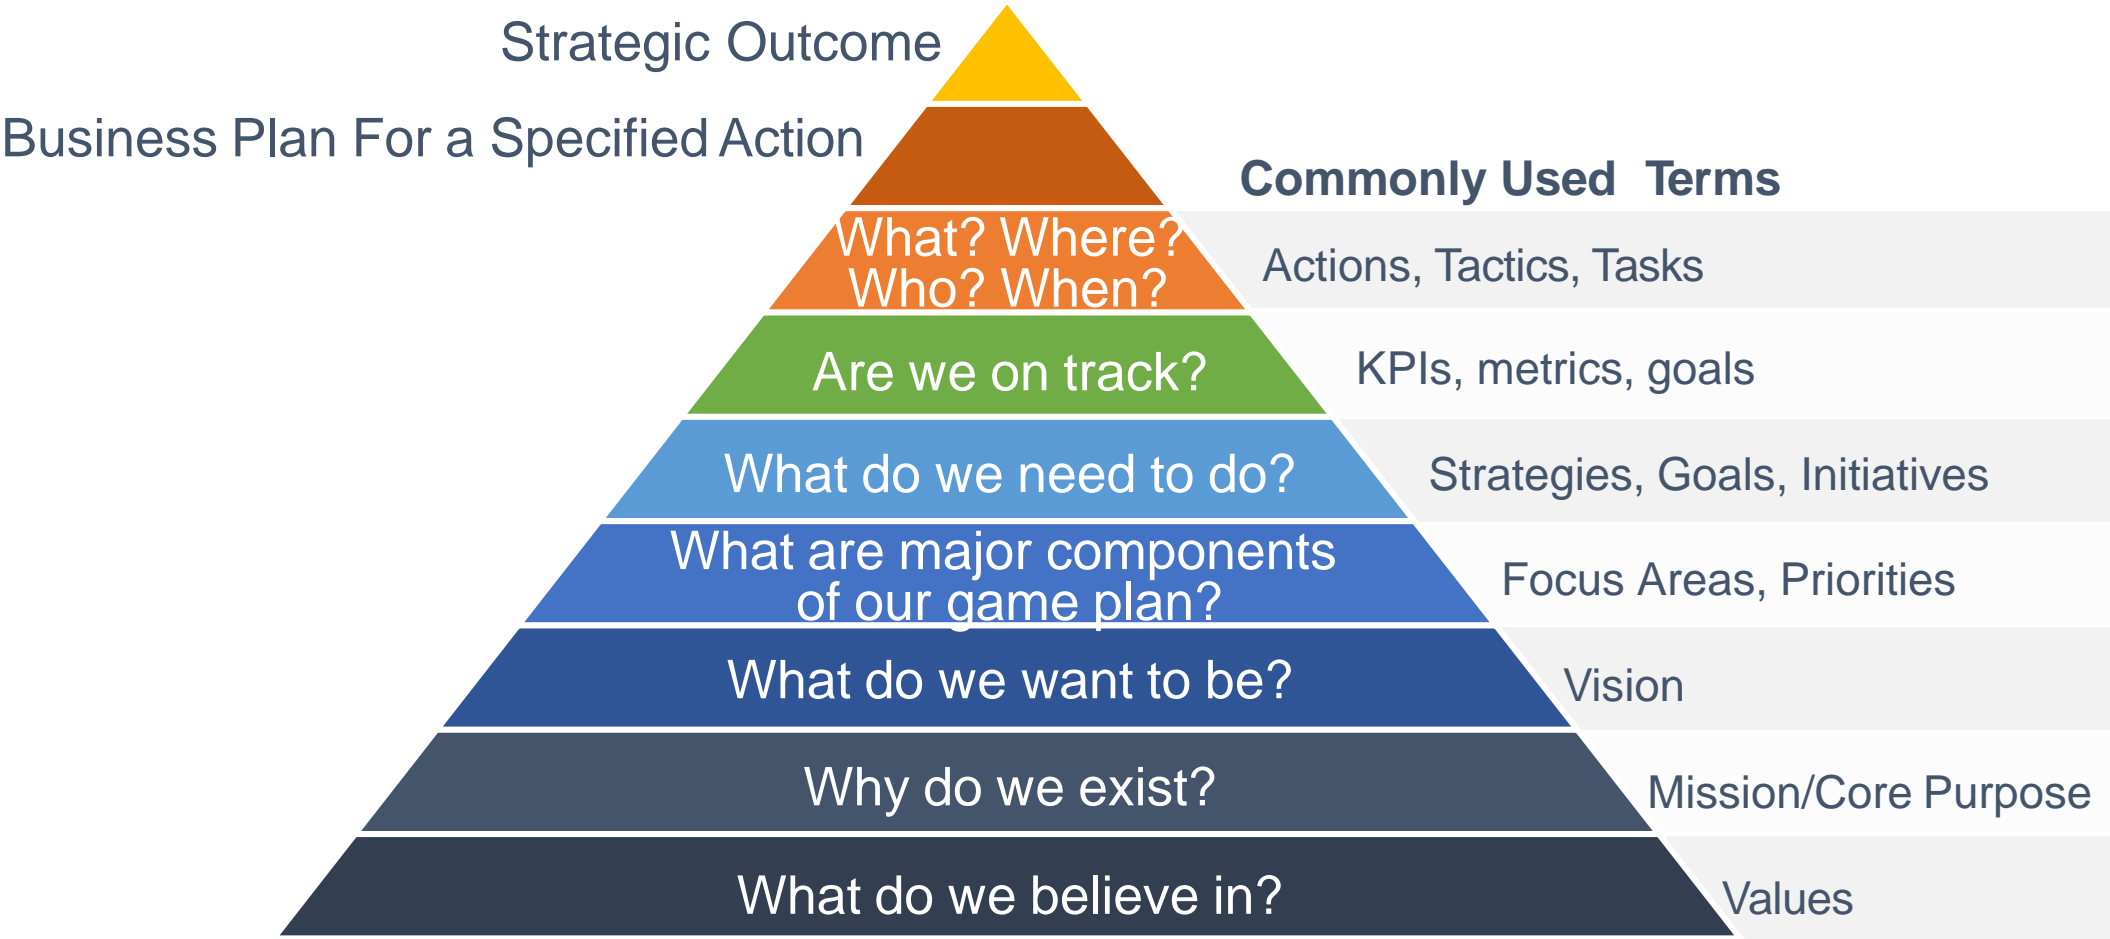 Strategic Outcome
Business Plan For a Specified Action
Commonly Used Terms
What? Where?
Who? When?
Actions, Tactics, Tasks
Are we on track?
KPIs, metrics, goals
What do we need to do?
Strategies, Goals, Initiatives
What are major components
of our game plan?
Focus Areas, Priorities
What do we want to be?
Vision
Why do we exist?
Mission/Core Purpose
What do we believe in?
Values